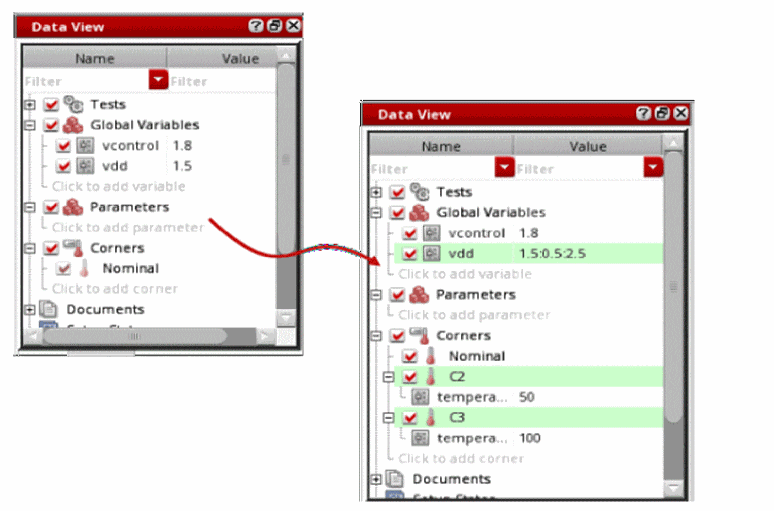 Data View
Name Value
Filter Filter
Tests
Global Variables
vcontrol 1.8
vdd 1.5
Click to add variable
Parameters
Click to add parameter
Corners
Nominal
Click to add corner
Documents
Data View
Name Value
Filter Filter
Tests
Global Variables
vcontrol 1.8
vdd 1.5:0.5:2.5
Click to add variable
Parameters
Click to add parameter
Corners
Nominal
C2
tempera... 50
C3
tempera... 100
Click to add corner
Documents
Setup States